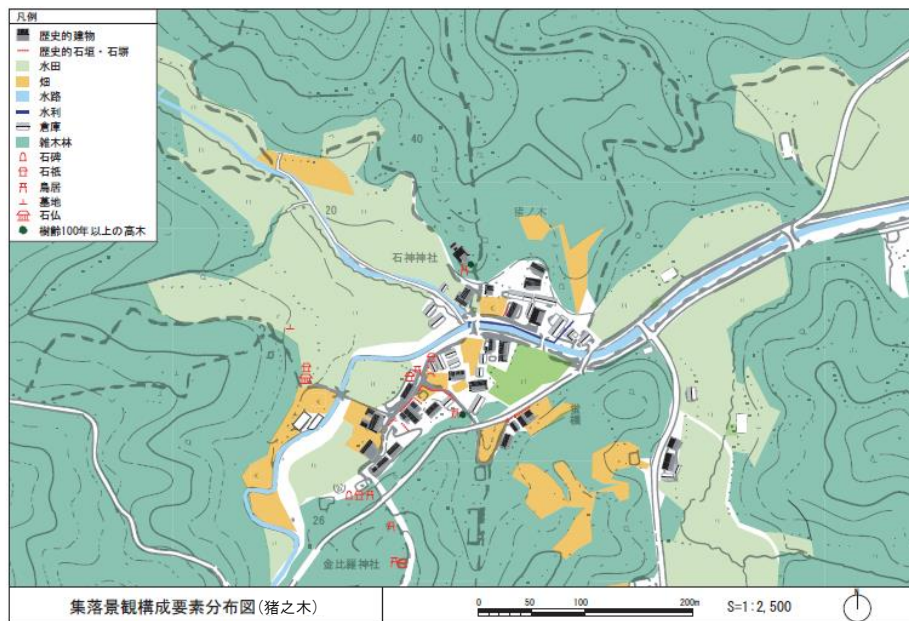 凡例
歴史的建物
歴史的石垣・石塀
水田
畑
水路
水利
倉庫
雑木林
石碑
石祇
鳥居
墓地
石仏
樹齢100年以上の高木
40
20
猪ノ木
石神神社
26
金比羅神社
集落景観構成要素分布図(猪之木)
0 50 100 200m
S=1:2,500
N